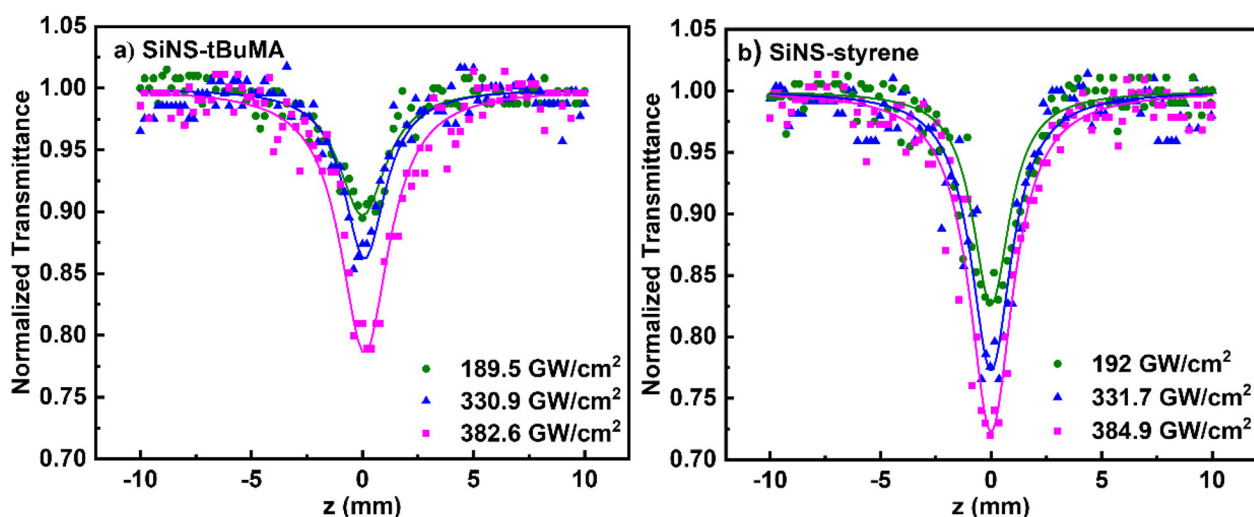 a) SiNS-tBuMA
Normalized Transmittance
1.05
1.00
0.95
0.90
0.85
0.80
0.75
0.70
189.5 GW/cm²
330.9 GW/cm²
382.6 GW/cm²
-10 -5 0 5 10
z (mm)
b) SiNS-styrene
Normalized Transmittance
1.05
1.00
0.95
0.90
0.85
0.80
0.75
0.70
192 GW/cm²
331.7 GW/cm²
384.9 GW/cm²
-10 -5 0 5 10
z (mm)